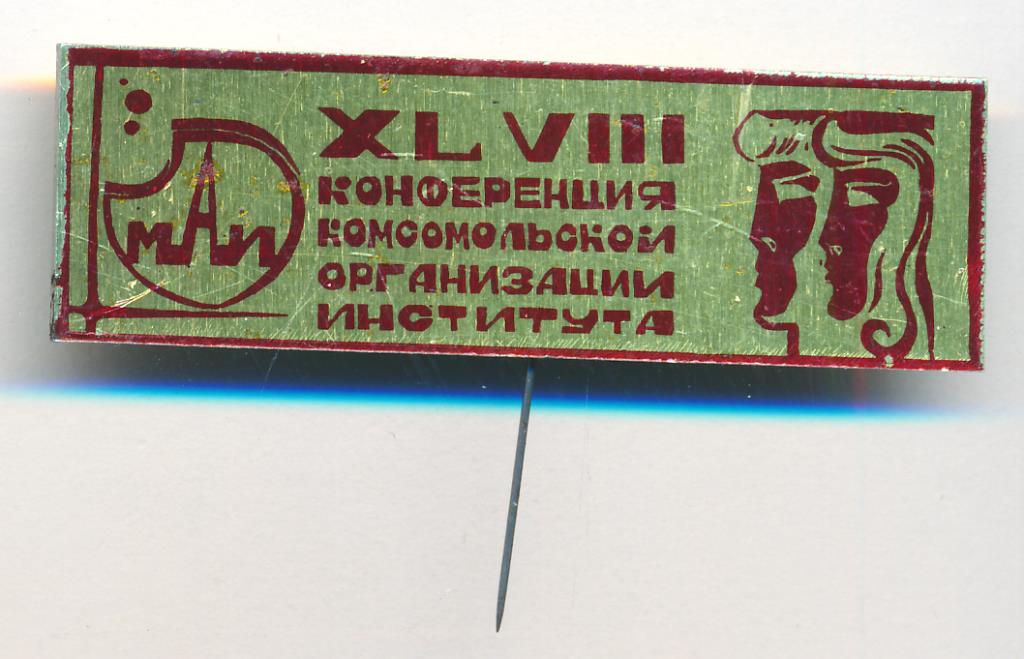 МАИ
XLVIII
КОНФЕРЕНЦИЯ
КОМСОМОЛЬСКОЙ
ОРГАНИЗАЦИИ
ИНСТИТУТА